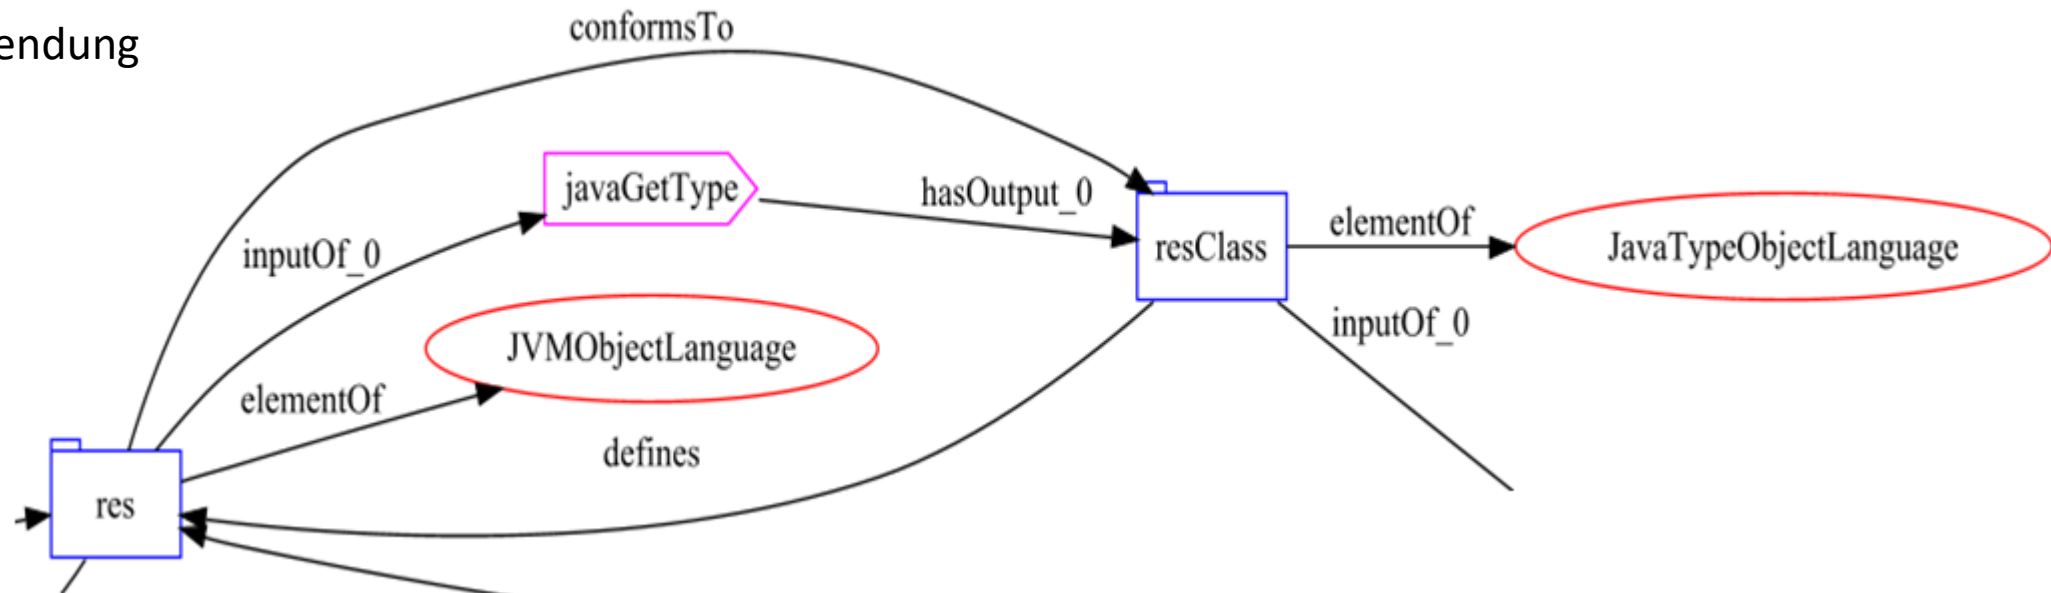 endung
conformsTo
javaGetType
hasOutput_0
inputOf_0
resClass
elementOf
JavaTypeObjectLanguage
inputOf_0
JVMObjectLanguage
elementOf
defines
res